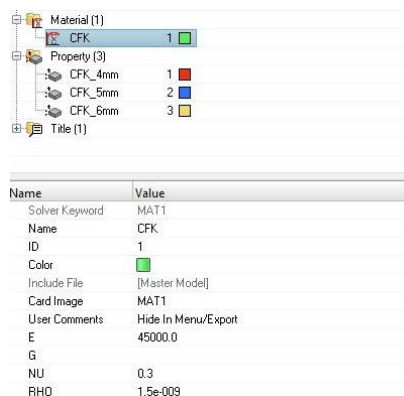 Material (1)
CFK 1
Property (3)
CFK_4mm 1
CFK_5mm 2
CFK_6mm 3
Title (1)
Name Value
Solver Keyword MAT1
Name CFK
ID 1
Color
Include File [Master Model]
Card Image MAT1
User Comments Hide In Menu/Export
E 45000.0
G
NU 0.3
RHO 1.5e-009